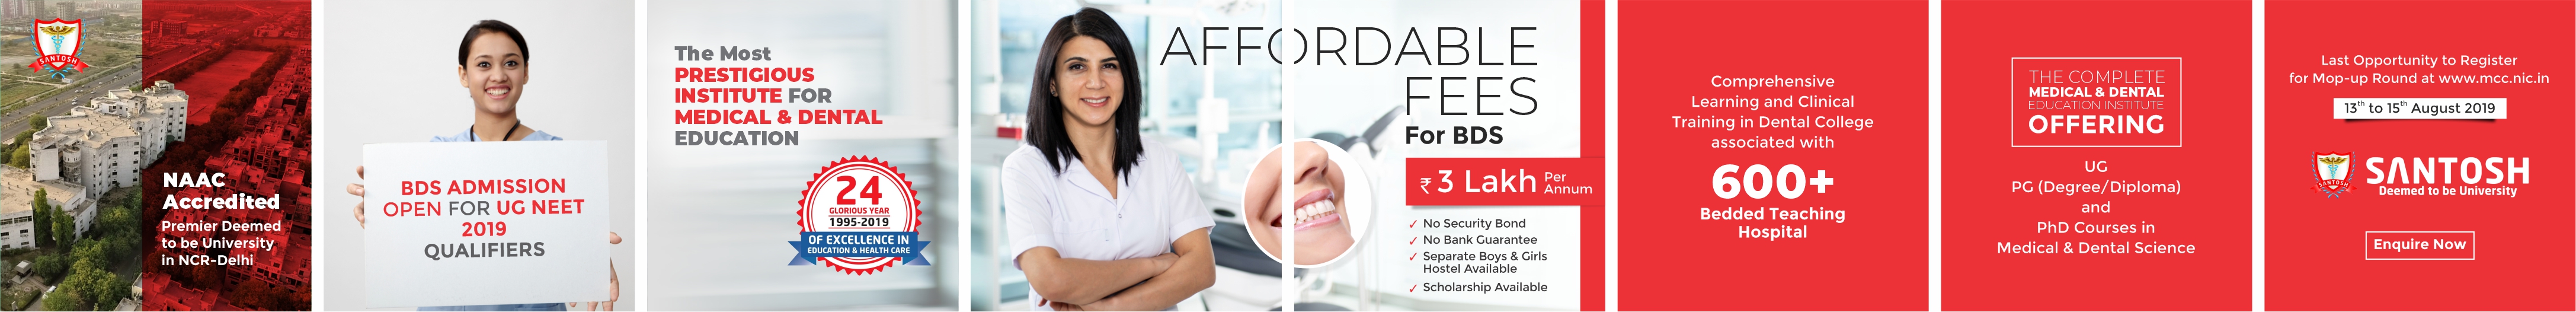 SANTOSH
NAAC
Accredited
Premier Deemed
to be University
in NCR-Delhi
BDS ADMISSION
OPEN FOR UG NEET
2019
QUALIFIERS
The Most
PRESTIGIOUS
INSTITUTE FOR
MEDICAL & DENTAL
EDUCATION
24
GLORIOUS YEAR
1995-2019
OF EXCELLENCE IN
EDUCATION & HEALTH CARE
AFFORDABLE
FEES
For BDS
₹ 3 Lakh Per
Annum
✓ No Security Bond
✓ No Bank Guarantee
✓ Separate Boys & Girls
Hostel Available
✓ Scholarship Available
Comprehensive
Learning and Clinical
Training in Dental College
associated with
600+
Bedded Teaching
Hospital
THE COMPLETE
MEDICAL & DENTAL
EDUCATION INSTITUTE
OFFERING
UG
PG (Degree/Diploma)
and
PhD Courses in
Medical & Dental Science
Last Opportunity to Register
for Mop-up Round at www.mcc.nic.in
13th to 15th August 2019
SANTOSH
SANTOSH
Deemed to be University
Enquire Now